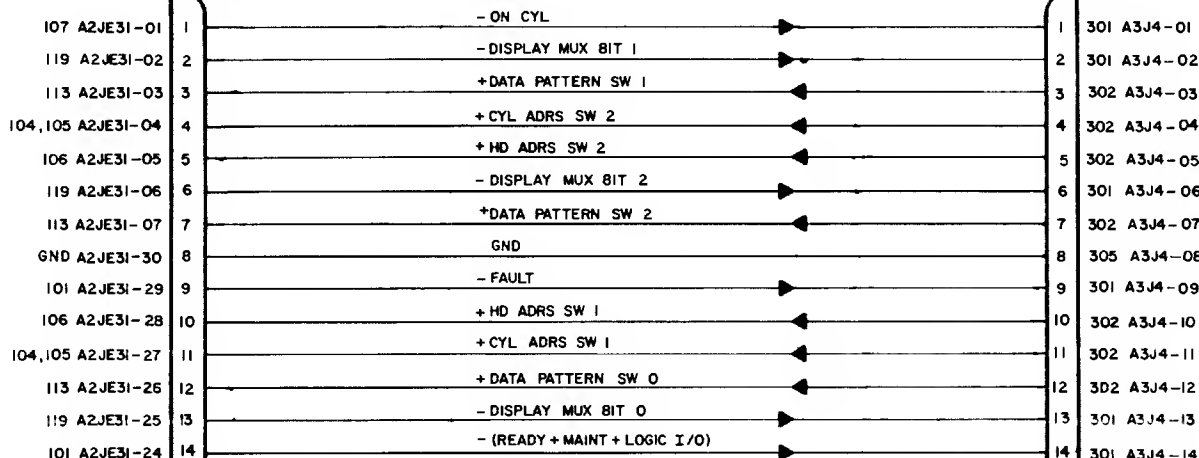 107 A2JE31-01 1 - ON CYL 1 301 A3J4-01
119 A2JE31-02 2 - DISPLAY MUX BIT 1 2 301 A3J4-02
113 A2JE31-03 3 + DATA PATTERN SW 1 3 302 A3J4-03
104,105 A2JE31-04 4 + CYL ADRS SW 2 4 302 A3J4-04
106 A2JE31-05 5 + HD ADRS SW 2 5 302 A3J4-05
119 A2JE31-06 6 - DISPLAY MUX BIT 2 6 301 A3J4-06
113 A2JE31-07 7 + DATA PATTERN SW 2 7 302 A3J4-07
GND A2JE31-30 8 GND 8 305 A3J4-08
101 A2JE31-29 9 - FAULT 9 301 A3J4-09
106 A2JE31-28 10 + HD ADRS SW 1 10 302 A3J4-10
104,105 A2JE31-27 11 + CYL ADRS SW 1 11 302 A3J4-11
113 A2JE31-26 12 + DATA PATTERN SW 0 12 302 A3J4-12
119 A2JE31-25 13 - DISPLAY MUX BIT 0 13 301 A3J4-13
101 A2JE31-24 14 - (READY + MAINT + LOGIC I/O) 14 301 A3J4-14